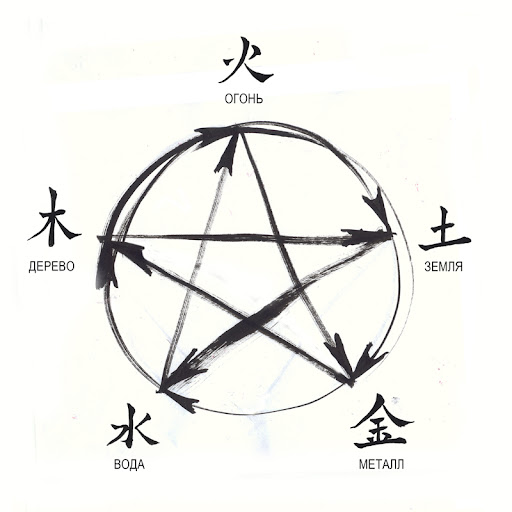 火
ОГОНЬ
木
ДЕРЕВО
土
ЗЕМЛЯ
水
ВОДА
金
МЕТАЛЛ